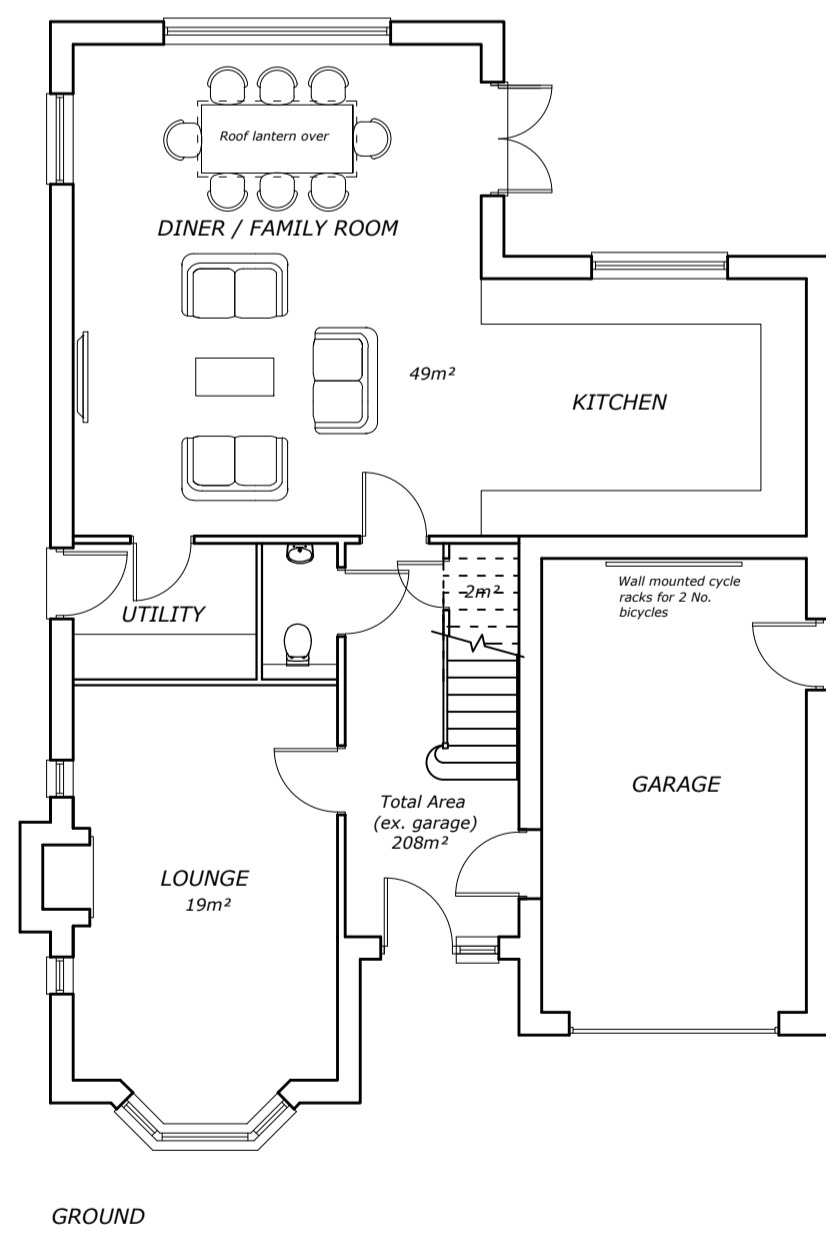 Roof lantern over
DINER / FAMILY ROOM
49m²
KITCHEN
Wall mounted cycle
racks for 2 No.
bicycles
2m²
UTILITY
GARAGE
Total Area
(ex. garage)
208m²
LOUNGE
19m²
GROUND